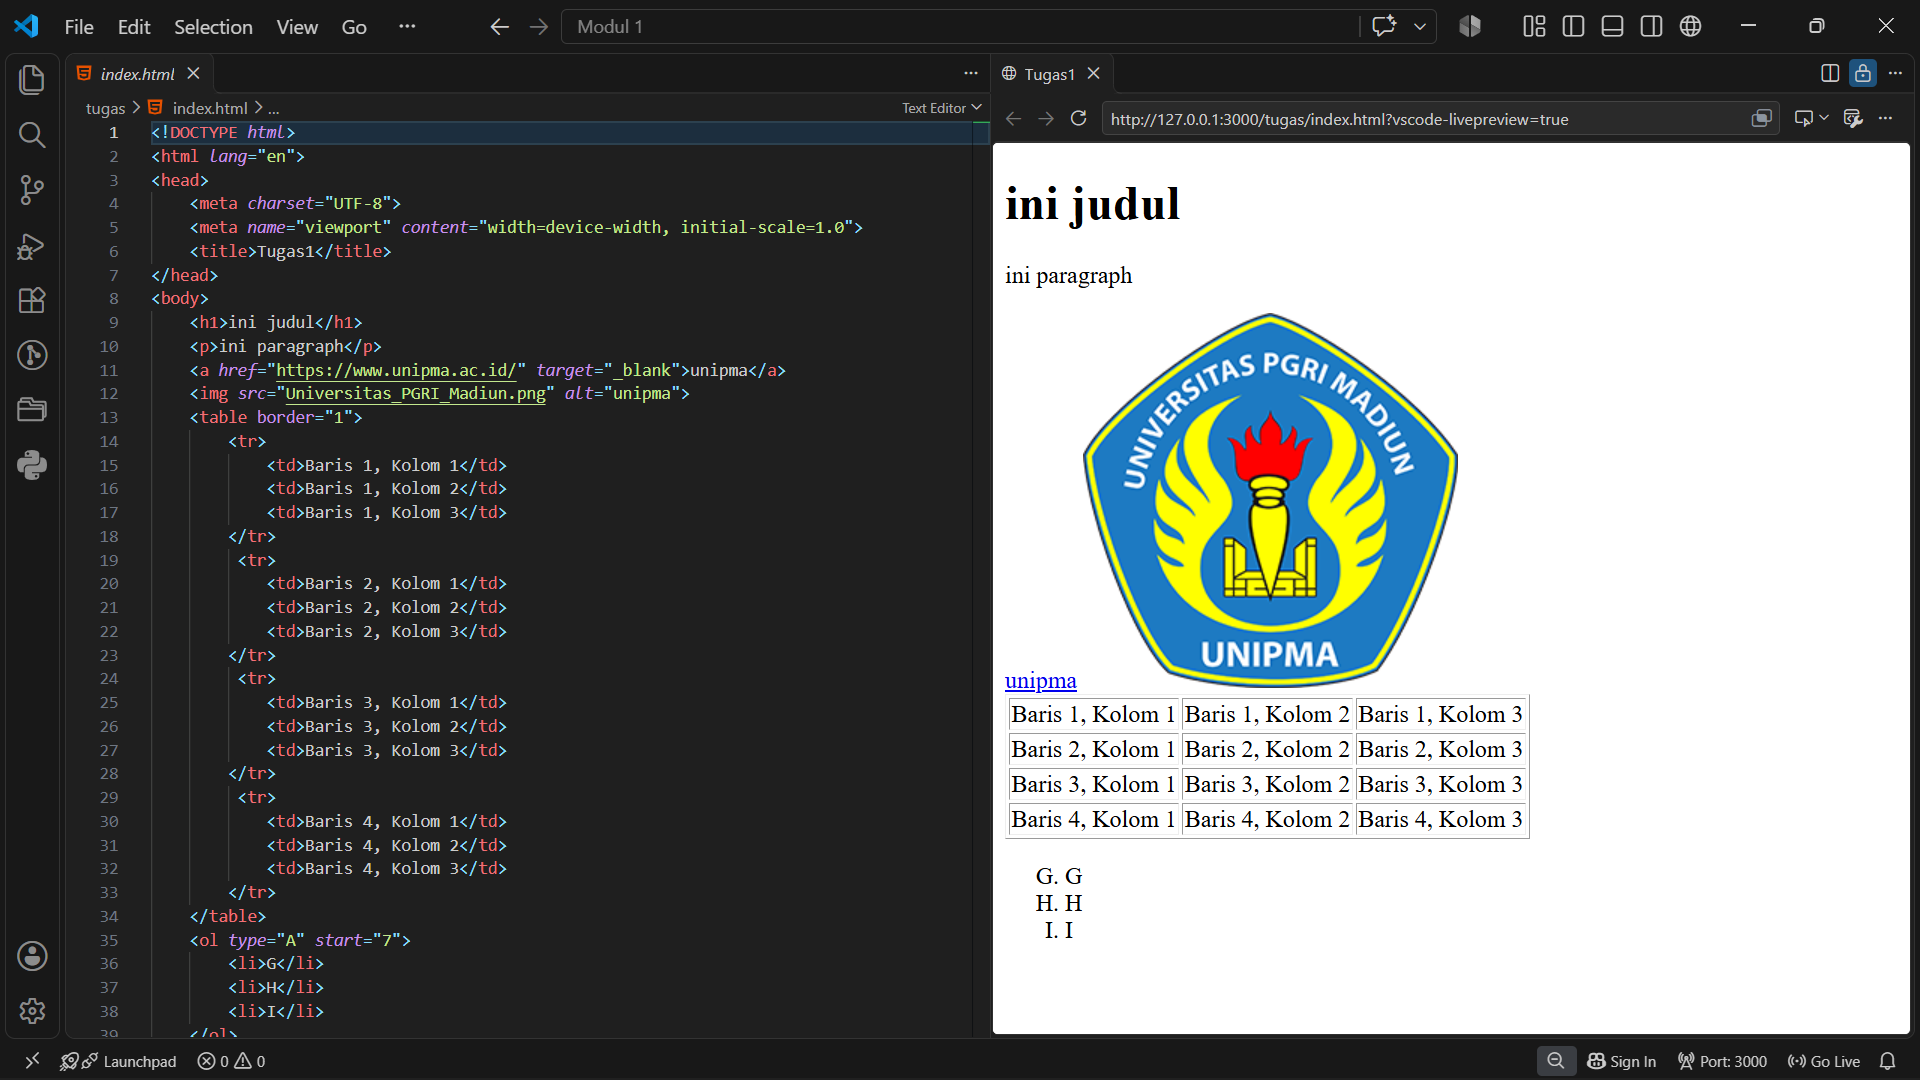 File Edit Selection View Go ... Modul 1
index.html
tugas > index.html > ... Text Editor
1 <!DOCTYPE html>
2 <html lang="en">
3 <head>
4 <meta charset="UTF-8">
5 <meta name="viewport" content="width=device-width, initial-scale=1.0">
6 <title>Tugas1</title>
7 </head>
8 <body>
9 <h1>ini judul</h1>
10 <p>ini paragraph</p>
11 <a href="https://www.unipma.ac.id/" target="_blank">unipma</a>
12 <img src="Universitas_PGRI_Madiun.png" alt="unipma">
13 <table border="1">
14 <tr>
15 <td>Baris 1, Kolom 1</td>
16 <td>Baris 1, Kolom 2</td>
17 <td>Baris 1, Kolom 3</td>
18 </tr>
19 <tr>
20 <td>Baris 2, Kolom 1</td>
21 <td>Baris 2, Kolom 2</td>
22 <td>Baris 2, Kolom 3</td>
23 </tr>
24 <tr>
25 <td>Baris 3, Kolom 1</td>
26 <td>Baris 3, Kolom 2</td>
27 <td>Baris 3, Kolom 3</td>
28 </tr>
29 <tr>
30 <td>Baris 4, Kolom 1</td>
31 <td>Baris 4, Kolom 2</td>
32 <td>Baris 4, Kolom 3</td>
33 </tr>
34 </table>
35 <ol type="A" start="7">
36 <li>G</li>
37 <li>H</li>
38 <li>I</li>
39 </ol>
Tugas1
http://127.0.0.1:3000/tugas/index.html?vscode-livepreview=true
ini judul
ini paragraph
UNIVERSITAS PGRI MADIUN
UNIPMA
unipma
Baris 1, Kolom 1 Baris 1, Kolom 2 Baris 1, Kolom 3
Baris 2, Kolom 1 Baris 2, Kolom 2 Baris 2, Kolom 3
Baris 3, Kolom 1 Baris 3, Kolom 2 Baris 3, Kolom 3
Baris 4, Kolom 1 Baris 4, Kolom 2 Baris 4, Kolom 3
G. G
H. H
I. I
Launchpad 0 0 Sign In Port: 3000 Go Live